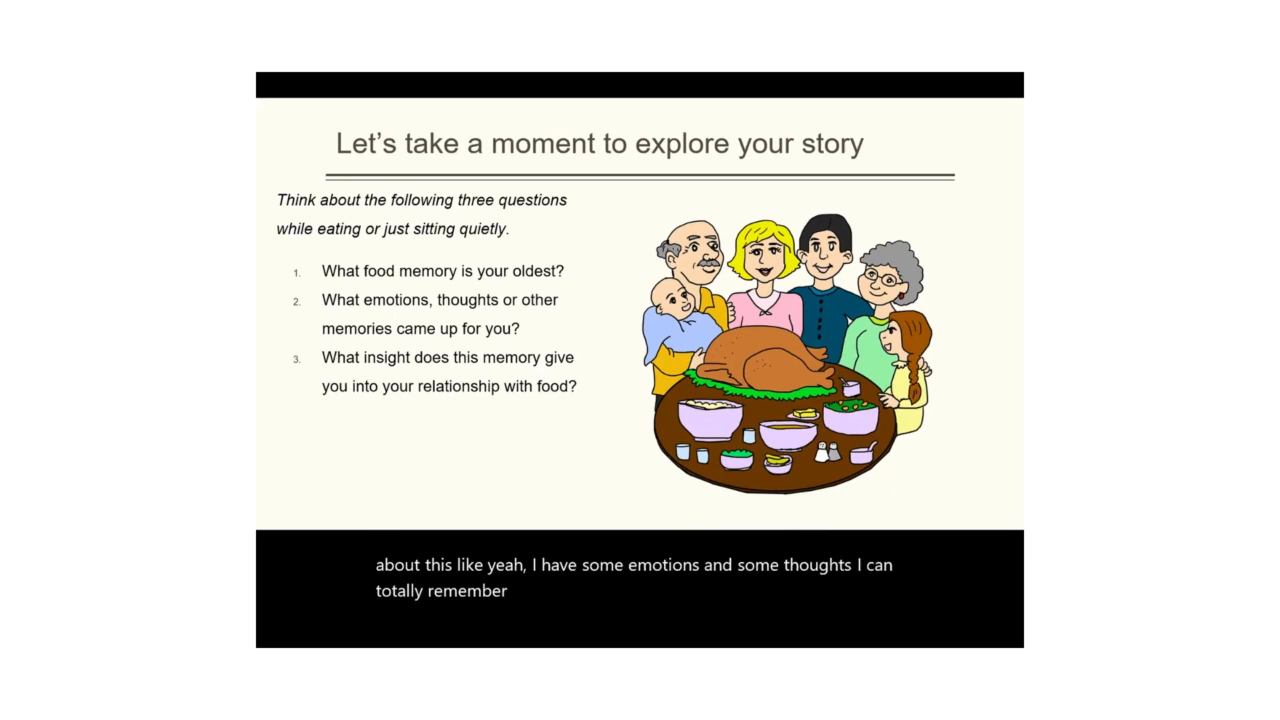 Let’s take a moment to explore your story
Think about the following three questions
while eating or just sitting quietly.
1. What food memory is your oldest?
2. What emotions, thoughts or other
memories came up for you?
3. What insight does this memory give
you into your relationship with food?
about this like yeah, I have some emotions and some thoughts I can
totally remember